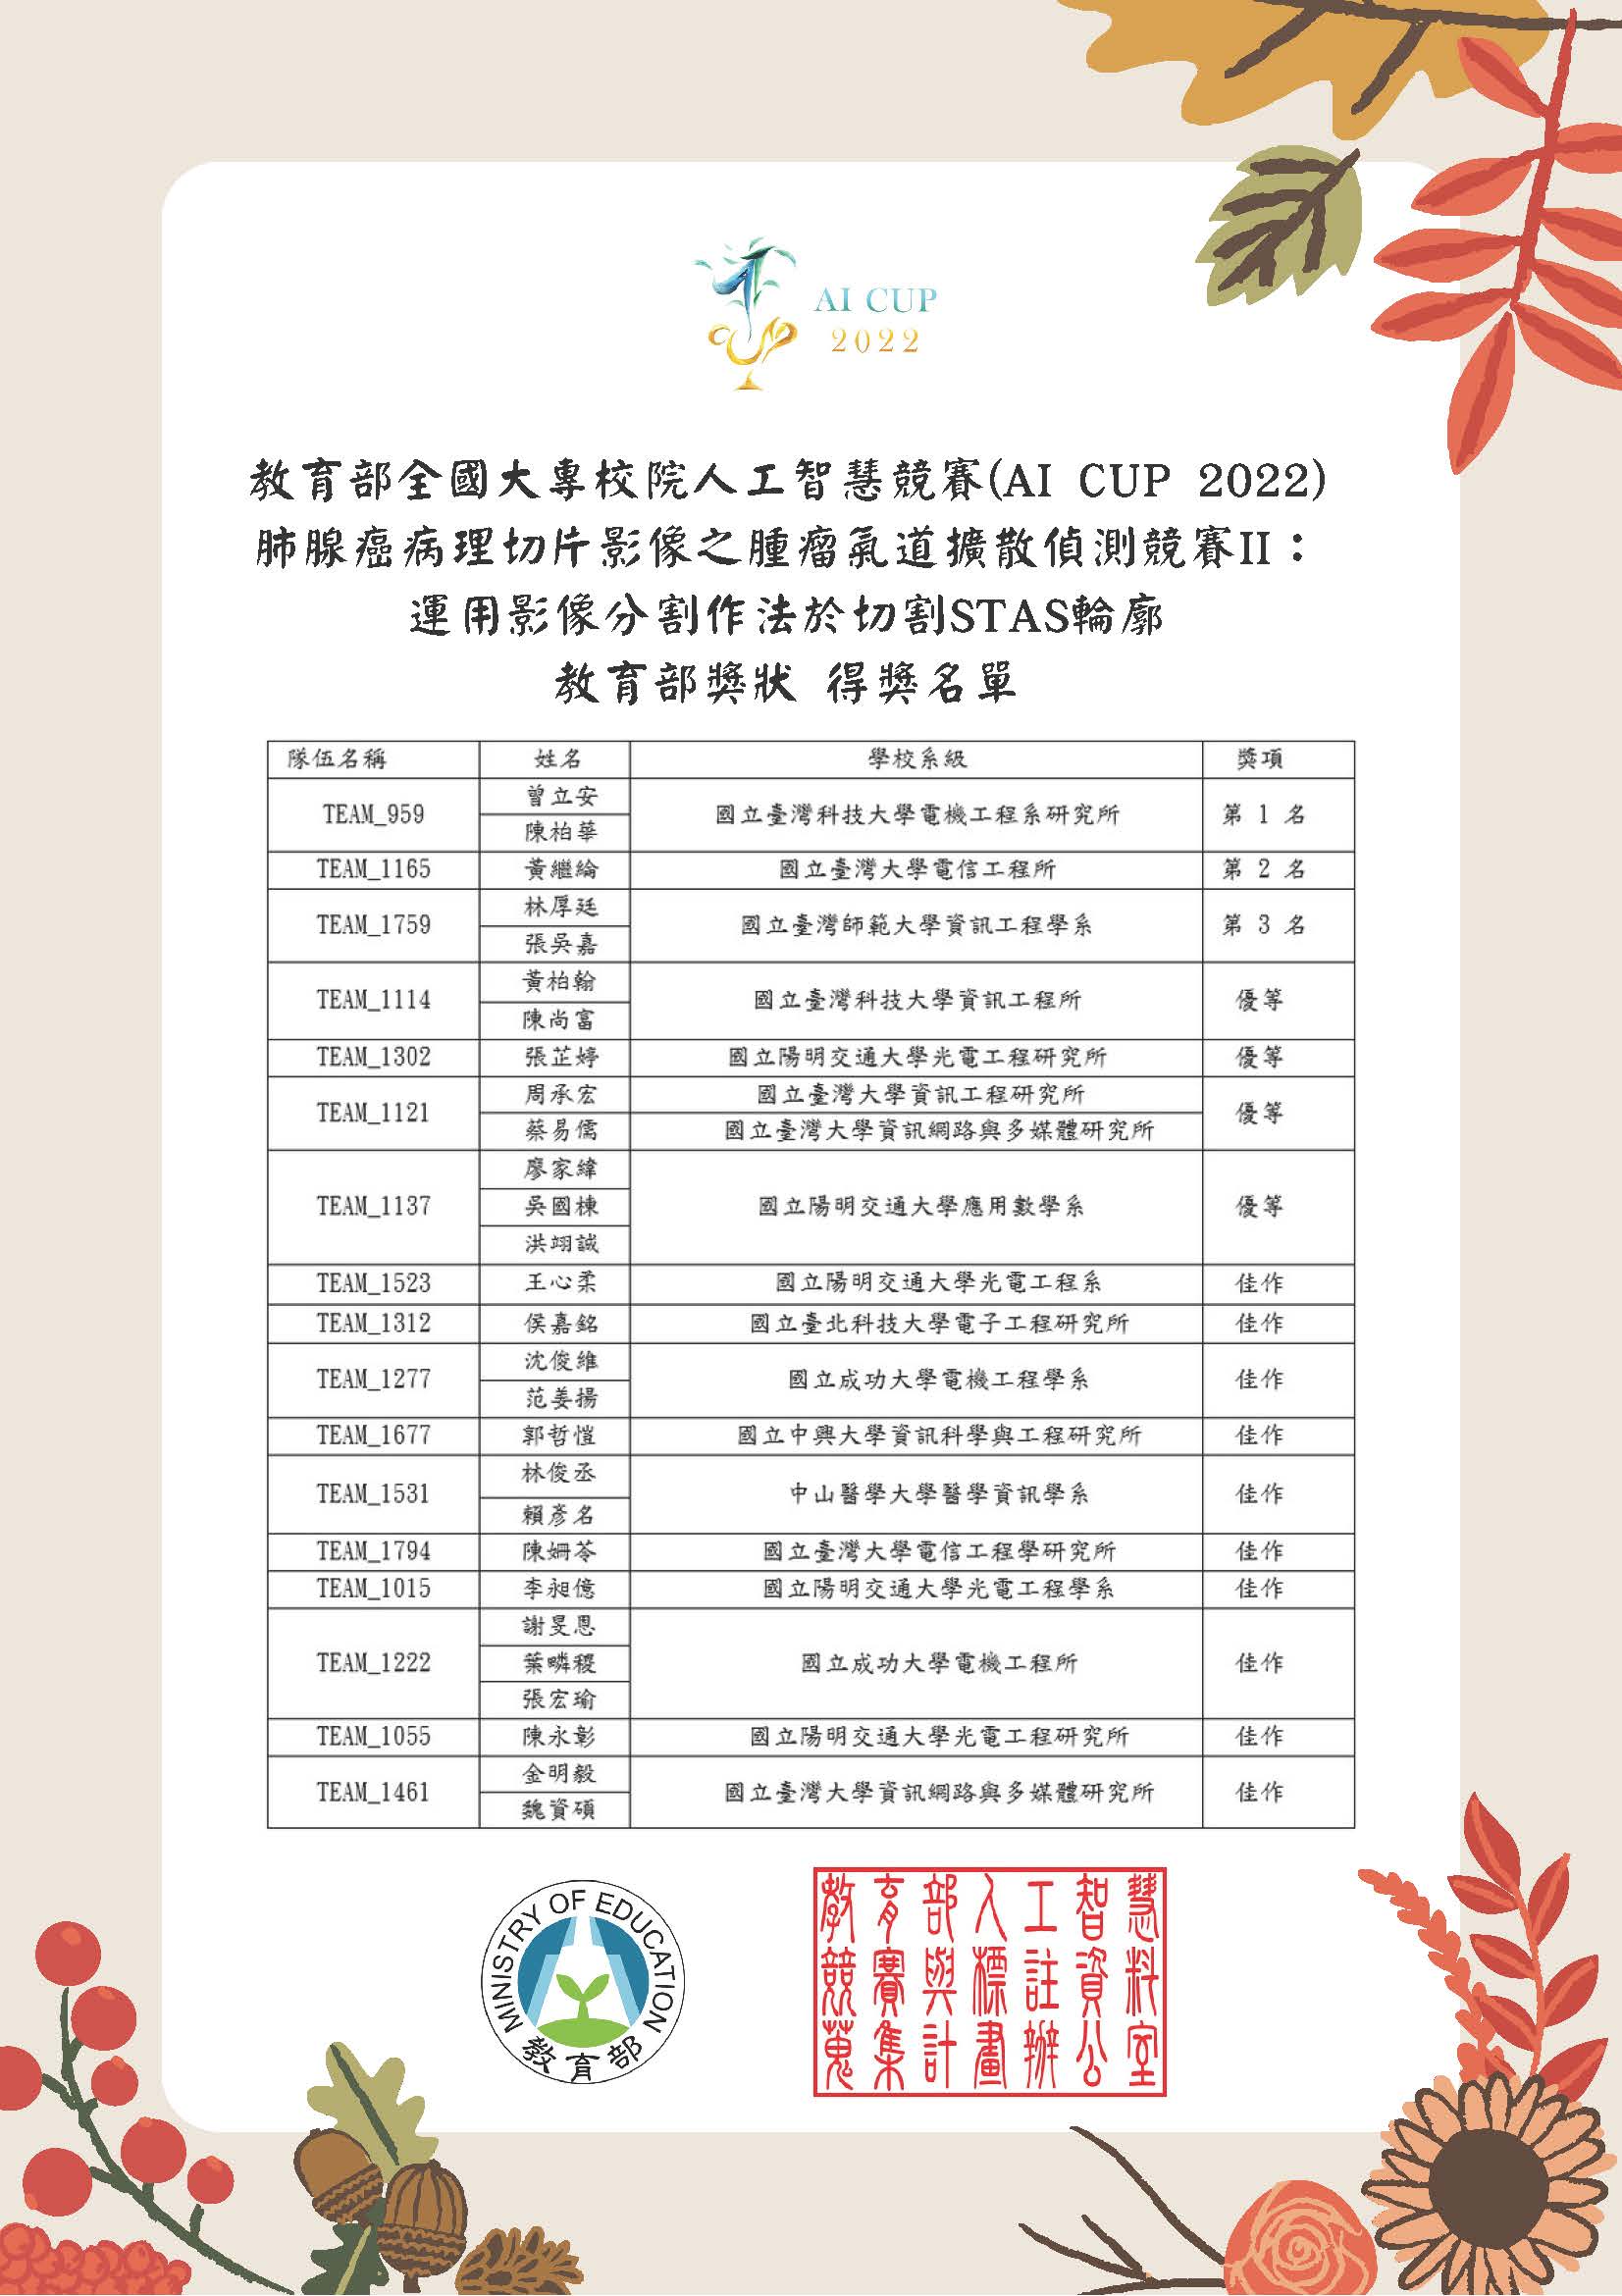 AI CUP
2022
教育部全國大專校院人工智慧競賽(AI CUP 2022)
肺腺癌病理切片影像之腫瘤氣道擴散偵測競賽II：
運用影像分割作法於切割STAS輪廓
教育部獎狀 得獎名單
隊伍名稱 姓名 學校系級 獎項
TEAM_959 曾立安 陳柏華 國立臺灣科技大學電機工程系研究所 第 1 名
TEAM_1165 黃繼綸 國立臺灣大學電信工程所 第 2 名
TEAM_1759 林厚廷 張吳嘉 國立臺灣師範大學資訊工程學系 第 3 名
TEAM_1114 黃柏翰 陳尚富 國立臺灣科技大學資訊工程所 優等
TEAM_1302 張芷婷 國立陽明交通大學光電工程研究所 優等
TEAM_1121 周承宏 國立臺灣大學資訊工程研究所 優等
蔡易儒 國立臺灣大學資訊網路與多媒體研究所
TEAM_1137 廖家緯 吳國棟 洪翊誠 國立陽明交通大學應用數學系 優等
TEAM_1523 王心柔 國立陽明交通大學光電工程系 佳作
TEAM_1312 侯嘉銘 國立臺北科技大學電子工程研究所 佳作
TEAM_1277 沈俊維 范姜揚 國立成功大學電機工程學系 佳作
TEAM_1677 郭哲愷 國立中興大學資訊科學與工程研究所 佳作
TEAM_1531 林俊丞 賴彥名 中山醫學大學醫學資訊學系 佳作
TEAM_1794 陳姍苓 國立臺灣大學電信工程學研究所 佳作
TEAM_1015 李昶億 國立陽明交通大學光電工程學系 佳作
TEAM_1222 謝旻恩 葉疄稷 張宏瑜 國立成功大學電機工程所 佳作
TEAM_1055 陳永彰 國立陽明交通大學光電工程研究所 佳作
TEAM_1461 金明毅 魏資碩 國立臺灣大學資訊網路與多媒體研究所 佳作
MINISTRY OF EDUCATION
教育部
教育部人工智慧
競賽與標註資料
蒐集計畫辦公室